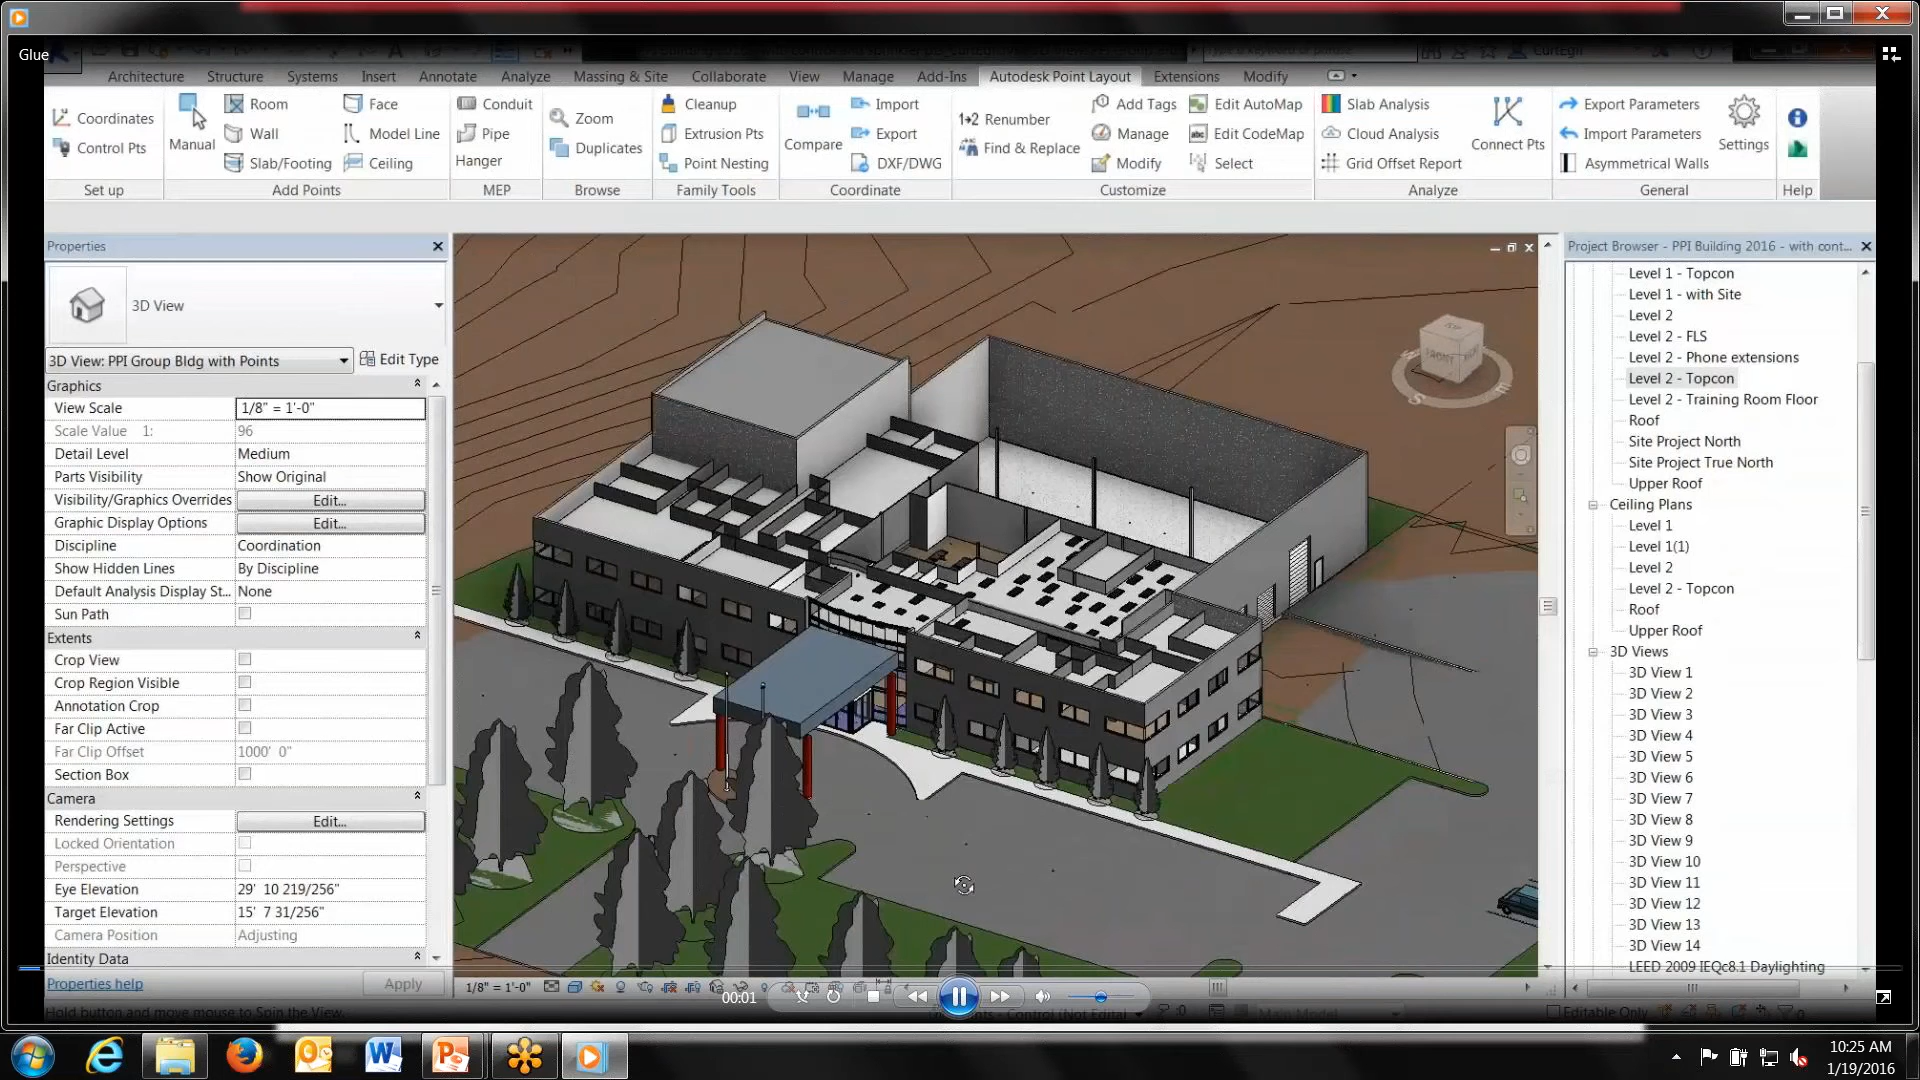 Glue
CurtEgli
Architecture Structure Systems Insert Annotate Analyze Massing & Site Collaborate View Manage Add-Ins Autodesk Point Layout Extensions Modify
Coordinates
Control Pts
Set up
Manual
Room
Wall
Slab/Footing
Face
Model Line
Ceiling
Add Points
Conduit
Pipe
Hanger
MEP
Zoom
Duplicates
Browse
Cleanup
Extrusion Pts
Point Nesting
Family Tools
Compare
Import
Export
DXF/DWG
Coordinate
Renumber
Find & Replace
Add Tags
Manage
Modify
Edit AutoMap
Edit CodeMap
Select
Customize
Slab Analysis
Cloud Analysis
Grid Offset Report
Connect Pts
Analyze
Export Parameters
Import Parameters
Asymmetrical Walls
Settings
General
Help
Properties
3D View
3D View: PPI Group Bldg with Points
Edit Type
Graphics
View Scale 1/8" = 1'-0"
Scale Value 1: 96
Detail Level Medium
Parts Visibility Show Original
Visibility/Graphics Overrides Edit...
Graphic Display Options Edit...
Discipline Coordination
Show Hidden Lines By Discipline
Default Analysis Display St... None
Sun Path
Extents
Crop View
Crop Region Visible
Annotation Crop
Far Clip Active
Far Clip Offset 1000' 0"
Section Box
Camera
Rendering Settings Edit...
Locked Orientation
Perspective
Eye Elevation 29' 10 219/256"
Target Elevation 15' 7 31/256"
Camera Position Adjusting
Identity Data
Properties help
Apply
Hold button and move mouse to Spin the View.
FRONT
S
E
1/8" = 1'-0"
00:01
Main Model
Editable Only
:0
Project Browser - PPI Building 2016 - with cont...
Level 1 - Topcon
Level 1 - with Site
Level 2
Level 2 - FLS
Level 2 - Phone extensions
Level 2 - Topcon
Level 2 - Training Room Floor
Roof
Site Project North
Site Project True North
Upper Roof
Ceiling Plans
Level 1
Level 1(1)
Level 2
Level 2 - Topcon
Roof
Upper Roof
3D Views
3D View 1
3D View 2
3D View 3
3D View 4
3D View 5
3D View 6
3D View 7
3D View 8
3D View 9
3D View 10
3D View 11
3D View 12
3D View 13
3D View 14
LEED 2009 IEQc8.1 Daylighting
10:25 AM
1/19/2016